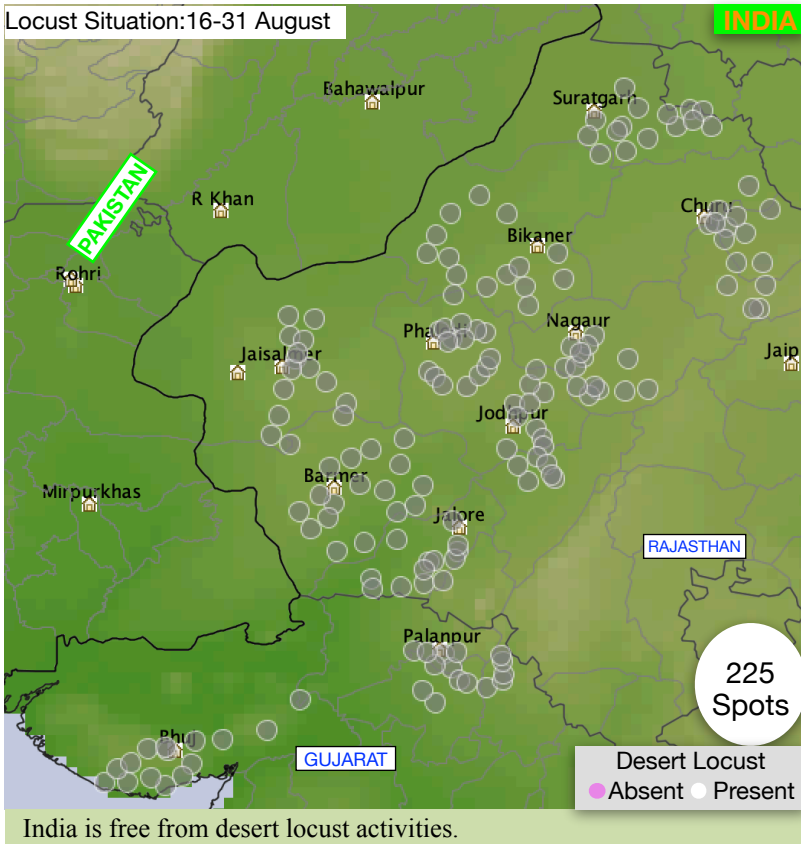 Locust Situation:16-31 August
INDIA
Bahawalpur
Suratgarh
PAKISTAN
R Khan
Churu
Bikaner
Rohri
Phalodi
Nagaur
Jaisalmer
Jaip
Jodhpur
Barmer
Mirpurkhas
Jalore
RAJASTHAN
Palanpur
225
Spots
Bhuj
GUJARAT
Desert Locust
Absent
Present
India is free from desert locust activities.